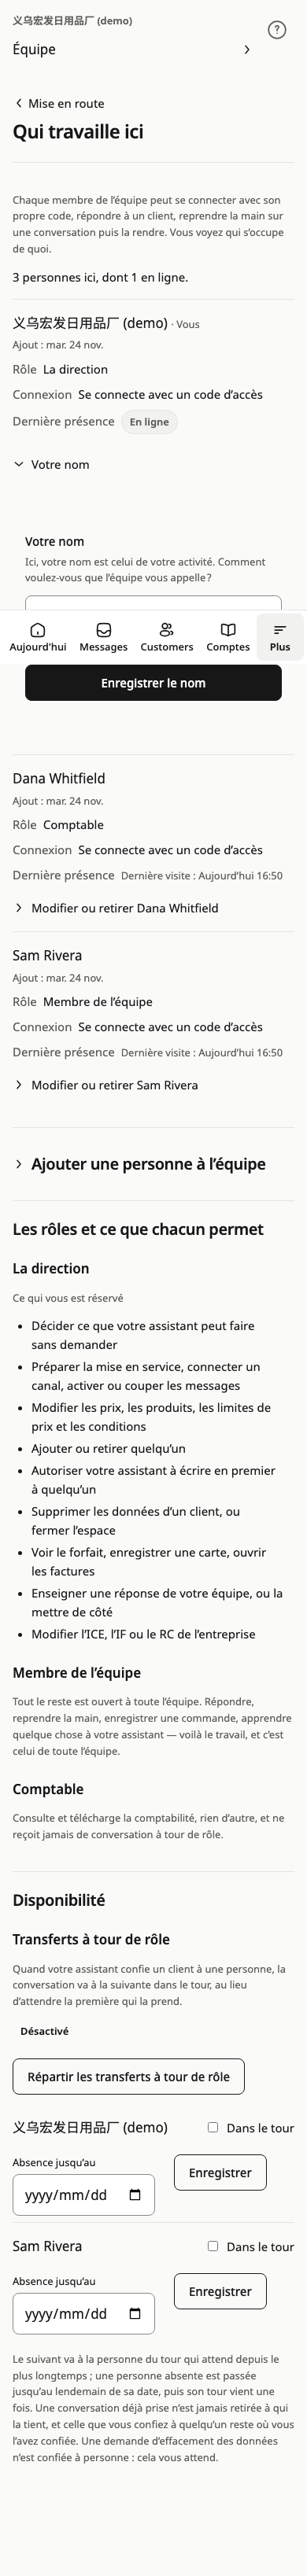 义乌宏发日用品厂 (demo)
Équipe
Mise en route
Qui travaille ici
Chaque membre de l’équipe peut se connecter avec son
propre code, répondre à un client, reprendre la main sur
une conversation puis la rendre. Vous voyez qui s’occupe
de quoi.
3 personnes ici, dont 1 en ligne.
义乌宏发日用品厂 (demo) · Vous
Ajout : mar. 24 nov.
Rôle La direction
Connexion Se connecte avec un code d’accès
Dernière présence En ligne
Votre nom
Votre nom
Ici, votre nom est celui de votre activité. Comment
voulez-vous que l’équipe vous appelle ?
Aujourd'hui Messages Customers Comptes Plus
Enregistrer le nom
Dana Whitfield
Ajout : mar. 24 nov.
Rôle Comptable
Connexion Se connecte avec un code d’accès
Dernière présence Dernière visite : Aujourd’hui 16:50
Modifier ou retirer Dana Whitfield
Sam Rivera
Ajout : mar. 24 nov.
Rôle Membre de l’équipe
Connexion Se connecte avec un code d’accès
Dernière présence Dernière visite : Aujourd’hui 16:50
Modifier ou retirer Sam Rivera
Ajouter une personne à l’équipe
Les rôles et ce que chacun permet
La direction
Ce qui vous est réservé
• Décider ce que votre assistant peut faire
sans demander
• Préparer la mise en service, connecter un
canal, activer ou couper les messages
• Modifier les prix, les produits, les limites de
prix et les conditions
• Ajouter ou retirer quelqu’un
• Autoriser votre assistant à écrire en premier
à quelqu’un
• Supprimer les données d’un client, ou
fermer l’espace
• Voir le forfait, enregistrer une carte, ouvrir
les factures
• Enseigner une réponse de votre équipe, ou la
mettre de côté
• Modifier l’ICE, l’IF ou le RC de l’entreprise
Membre de l’équipe
Tout le reste est ouvert à toute l’équipe. Répondre,
reprendre la main, enregistrer une commande, apprendre
quelque chose à votre assistant — voilà le travail, et c’est
celui de toute l’équipe.
Comptable
Consulte et télécharge la comptabilité, rien d’autre, et ne
reçoit jamais de conversation à tour de rôle.
Disponibilité
Transferts à tour de rôle
Quand votre assistant confie un client à une personne, la
conversation va à la suivante dans le tour, au lieu
d’attendre la première qui la prend.
Désactivé
Répartir les transferts à tour de rôle
义乌宏发日用品厂 (demo) Dans le tour
Absence jusqu’au
yyyy/mm/dd Enregistrer
Sam Rivera Dans le tour
Absence jusqu’au
yyyy/mm/dd Enregistrer
Le suivant va à la personne du tour qui attend depuis le
plus longtemps ; une personne absente est passée
jusqu’au lendemain de sa date, puis son tour vient une
fois. Une conversation déjà prise n’est jamais retirée à qui
la tient, et celle que vous confiez à quelqu’un reste où vous
l’avez confiée. Une demande d’effacement des données
n’est confiée à personne : cela vous attend.